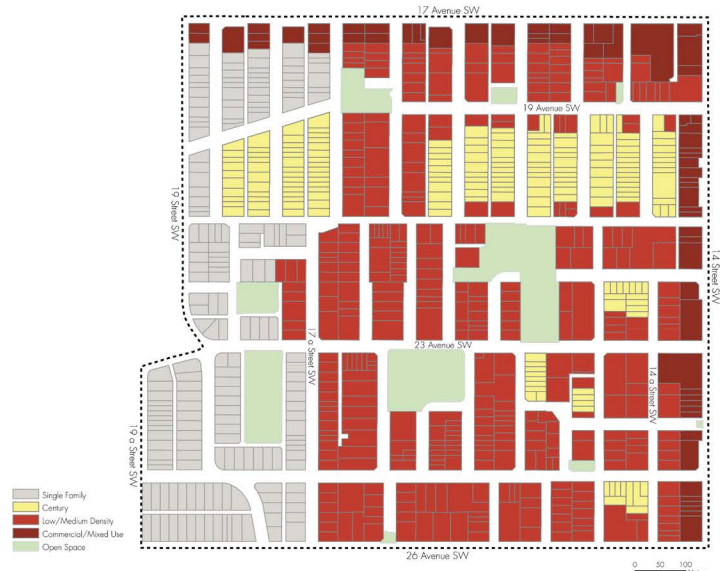 17 Avenue SW
19 Avenue SW
19 Street SW
14 Street SW
17 a Street SW
23 Avenue SW
14 a Street SW
19 a Street SW
Single Family
Century
Low/Medium Density
Commercial/Mixed Use
Open Space
26 Avenue SW
0 50 100